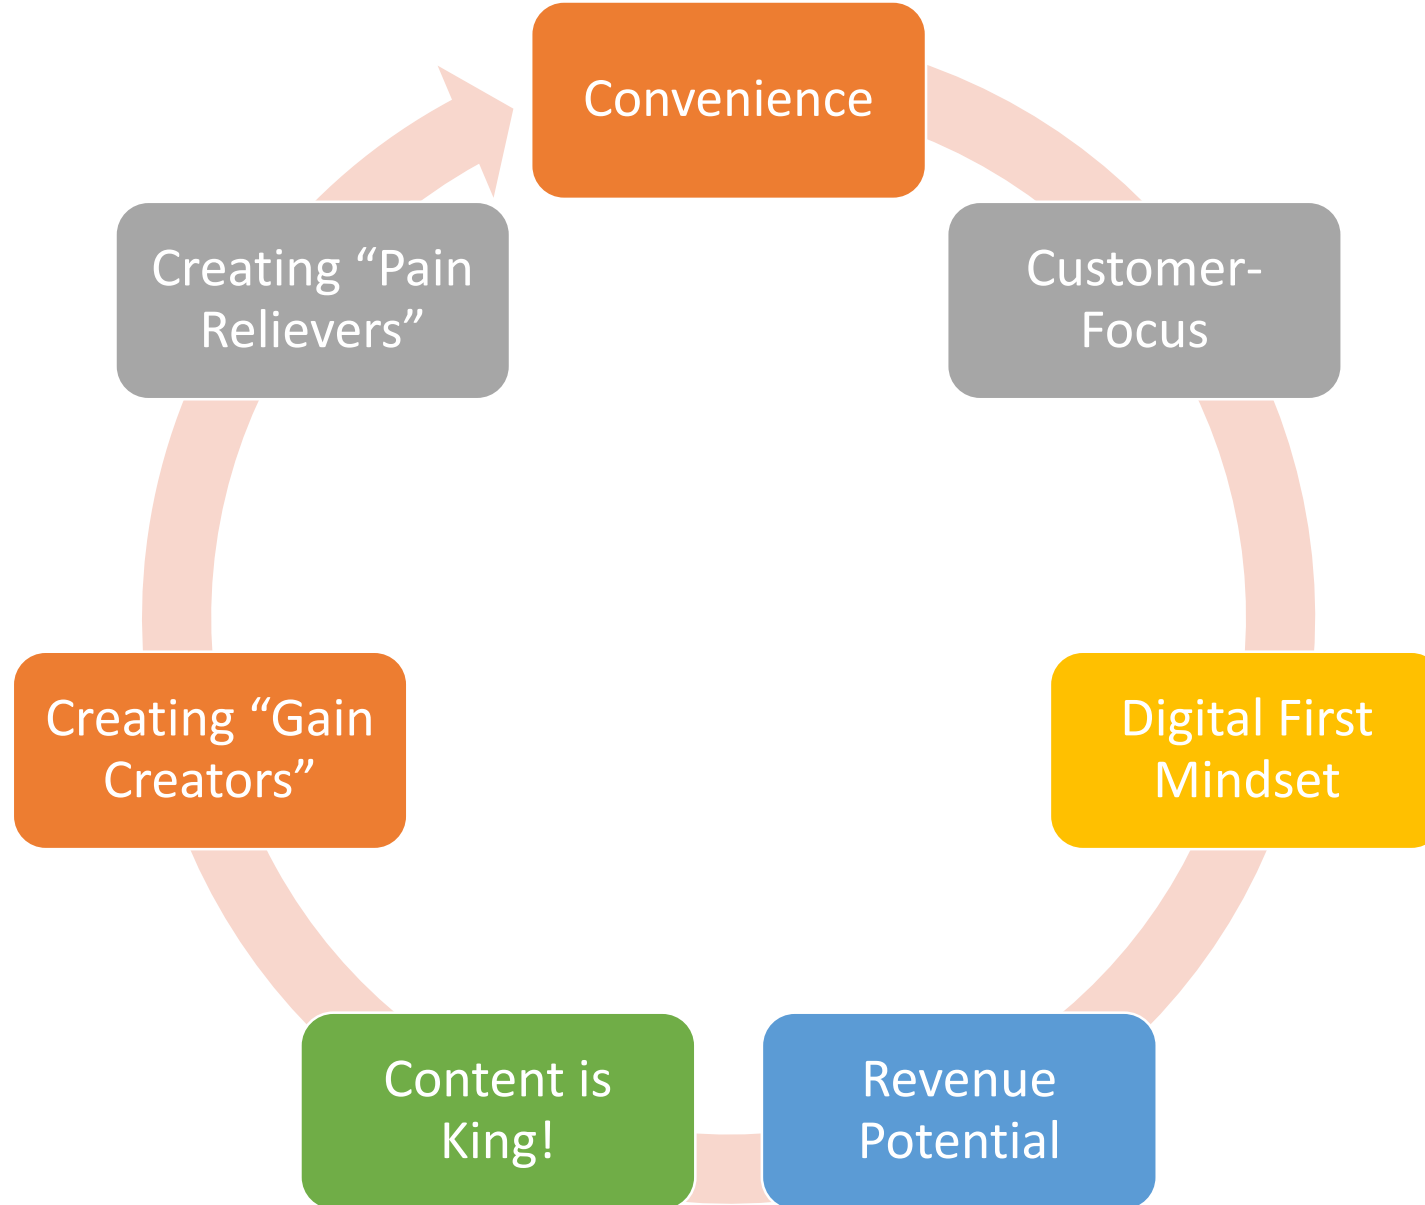 Convenience
Customer-
Focus
Digital First
Mindset
Revenue
Potential
Content is
King!
Creating “Gain
Creators”
Creating “Pain
Relievers”